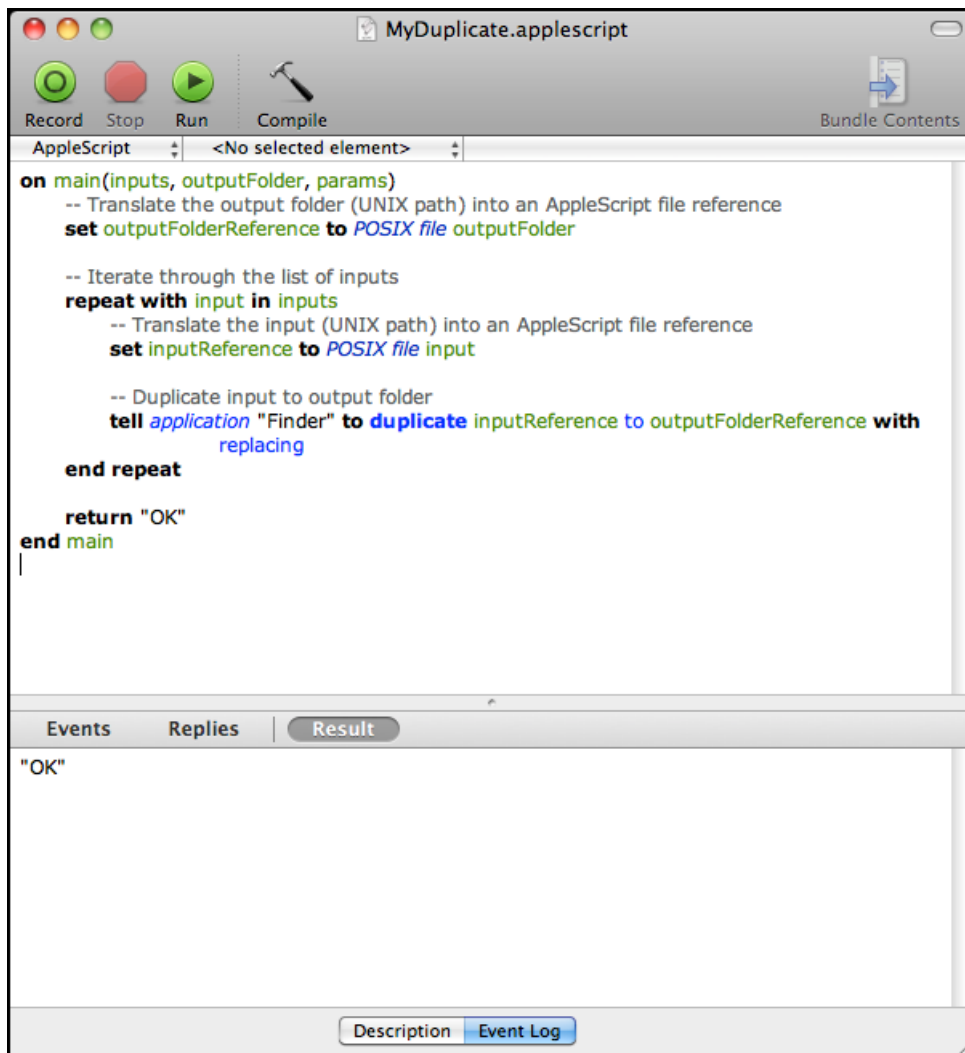 MyDuplicate.applescript
Record Stop Run Compile Bundle Contents
AppleScript <No selected element>
on main(inputs, outputFolder, params)
-- Translate the output folder (UNIX path) into an AppleScript file reference
set outputFolderReference to POSIX file outputFolder
-- Iterate through the list of inputs
repeat with input in inputs
-- Translate the input (UNIX path) into an AppleScript file reference
set inputReference to POSIX file input
-- Duplicate input to output folder
tell application "Finder" to duplicate inputReference to outputFolderReference with
replacing
end repeat
return "OK"
end main
Events Replies Result
"OK"
Description Event Log